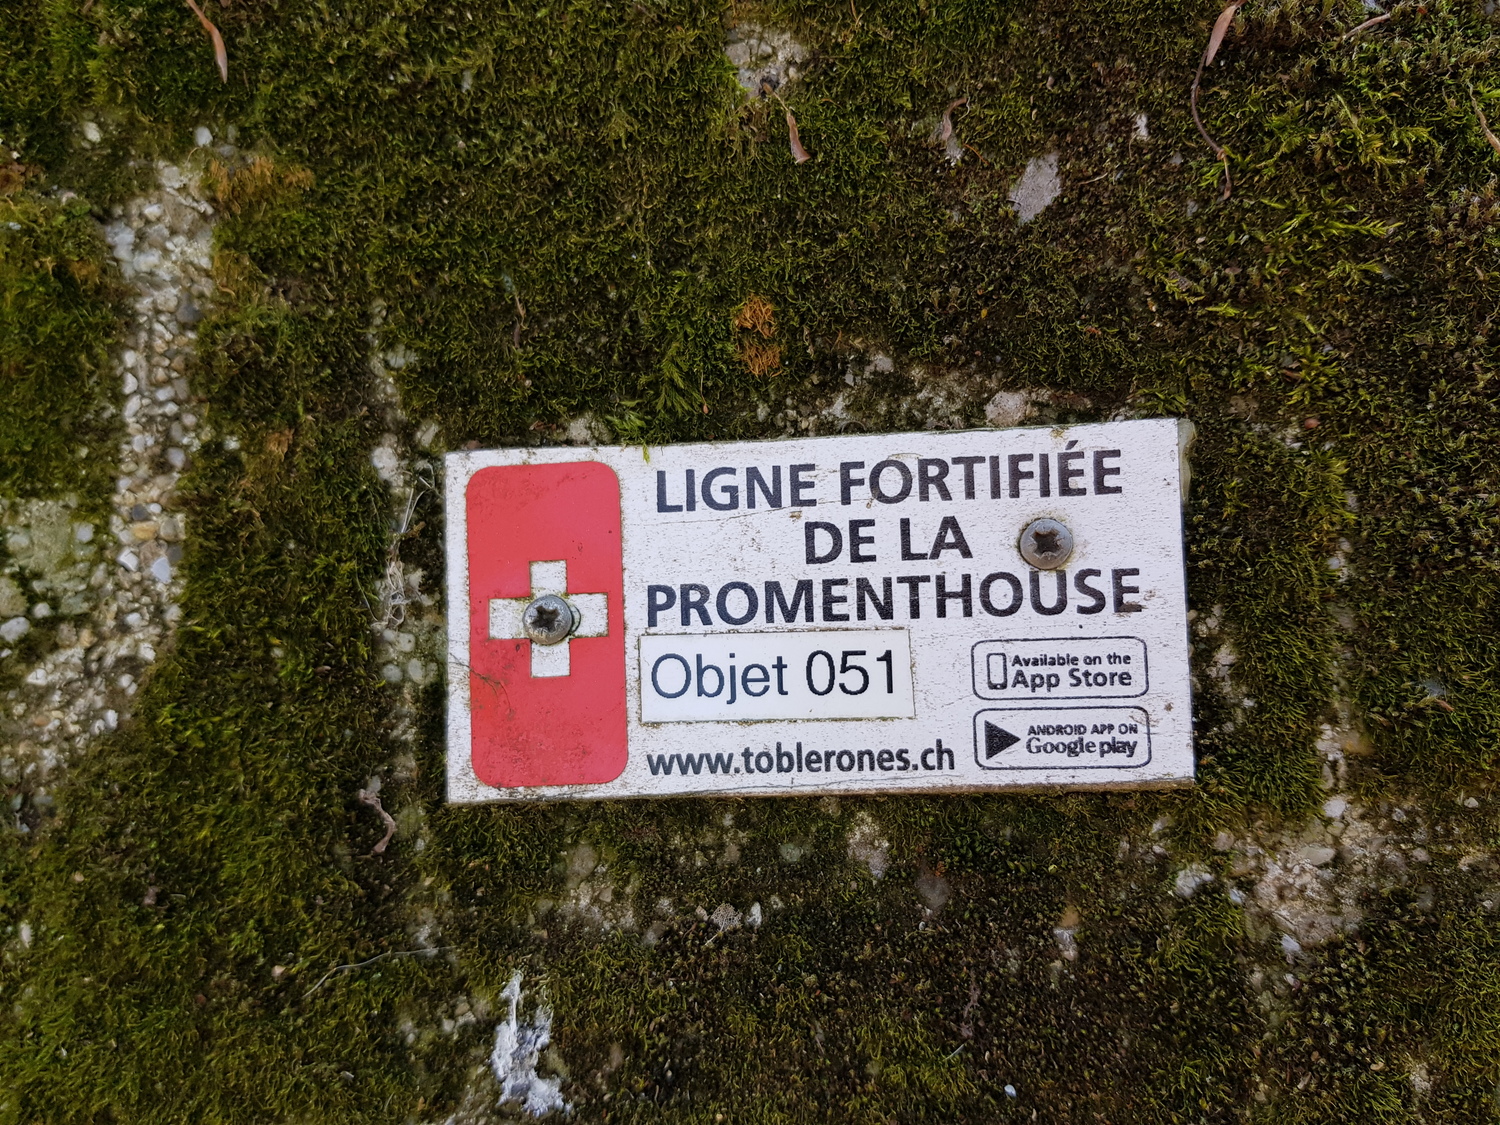 LIGNE FORTIFIÉE
DE LA
PROMENTHOUSE
Objet 051
www.toblerones.ch
Available on the
App Store
ANDROID APP ON
Google play